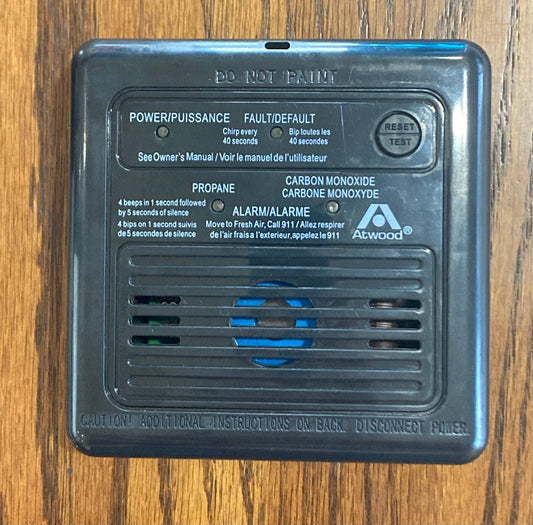 DO NOT PAINT
POWER/PUISSANCE FAULT/DEFAULT
Chirp every
40 seconds
Bip toutes les
40 secondes
RESET
TEST
See Owner's Manual / Voir le manuel de l'utilisateur
PROPANE
CARBON MONOXIDE
CARBONE MONOXYDE
4 beeps in 1 second followed
by 5 seconds of silence
4 bips on 1 second suivis
de 5 secondes de silence
ALARM/ALARME
Move to Fresh Air, Call 911 / Allez respirer
de l'air frais a l'exterieur, appelez le 911
Atwood®
CAUTION! ADDITIONAL INSTRUCTIONS ON BACK. DISCONNECT POWER.